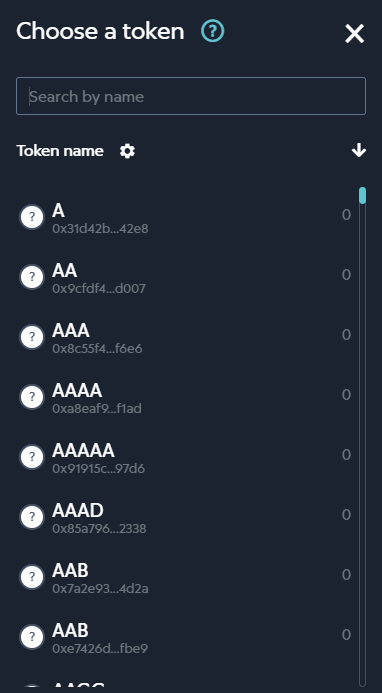 Choose a token ?
Search by name
Token name
? A 0
0x31d42b...42e8
? AA 0
0x9cfdf4...d007
? AAA 0
0x8c55f4...f6e6
? AAAA 0
0xa8eaf9...f1ad
? AAAAA 0
0x91915c...97d6
? AAAD 0
0x85a796...2338
? AAB 0
0x7a2e93...4d2a
? AAB 0
0xe7426d...fbe9